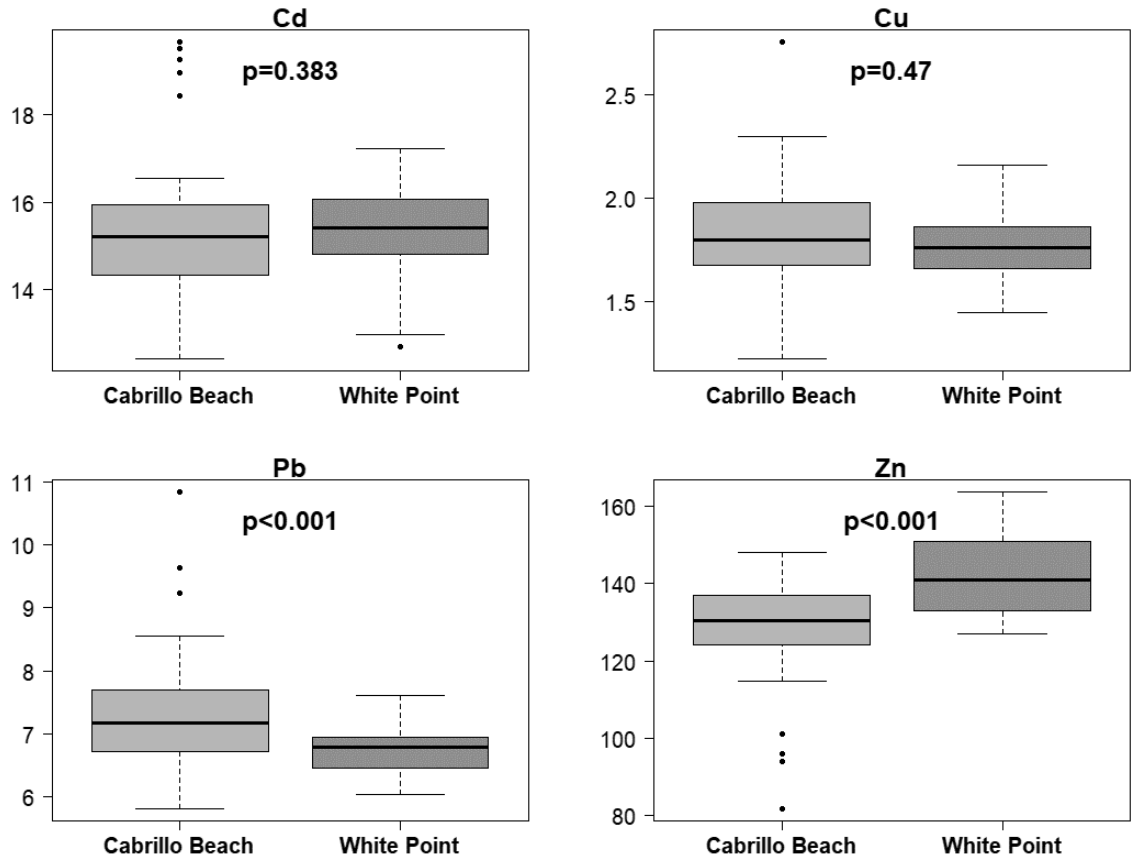 Cd
p=0.383
18
16
14
Cabrillo Beach White Point
Cu
p=0.47
2.5
2.0
1.5
Cabrillo Beach White Point
Pb
p<0.001
11
10
9
8
7
6
Cabrillo Beach White Point
Zn
p<0.001
160
140
120
100
80
Cabrillo Beach White Point